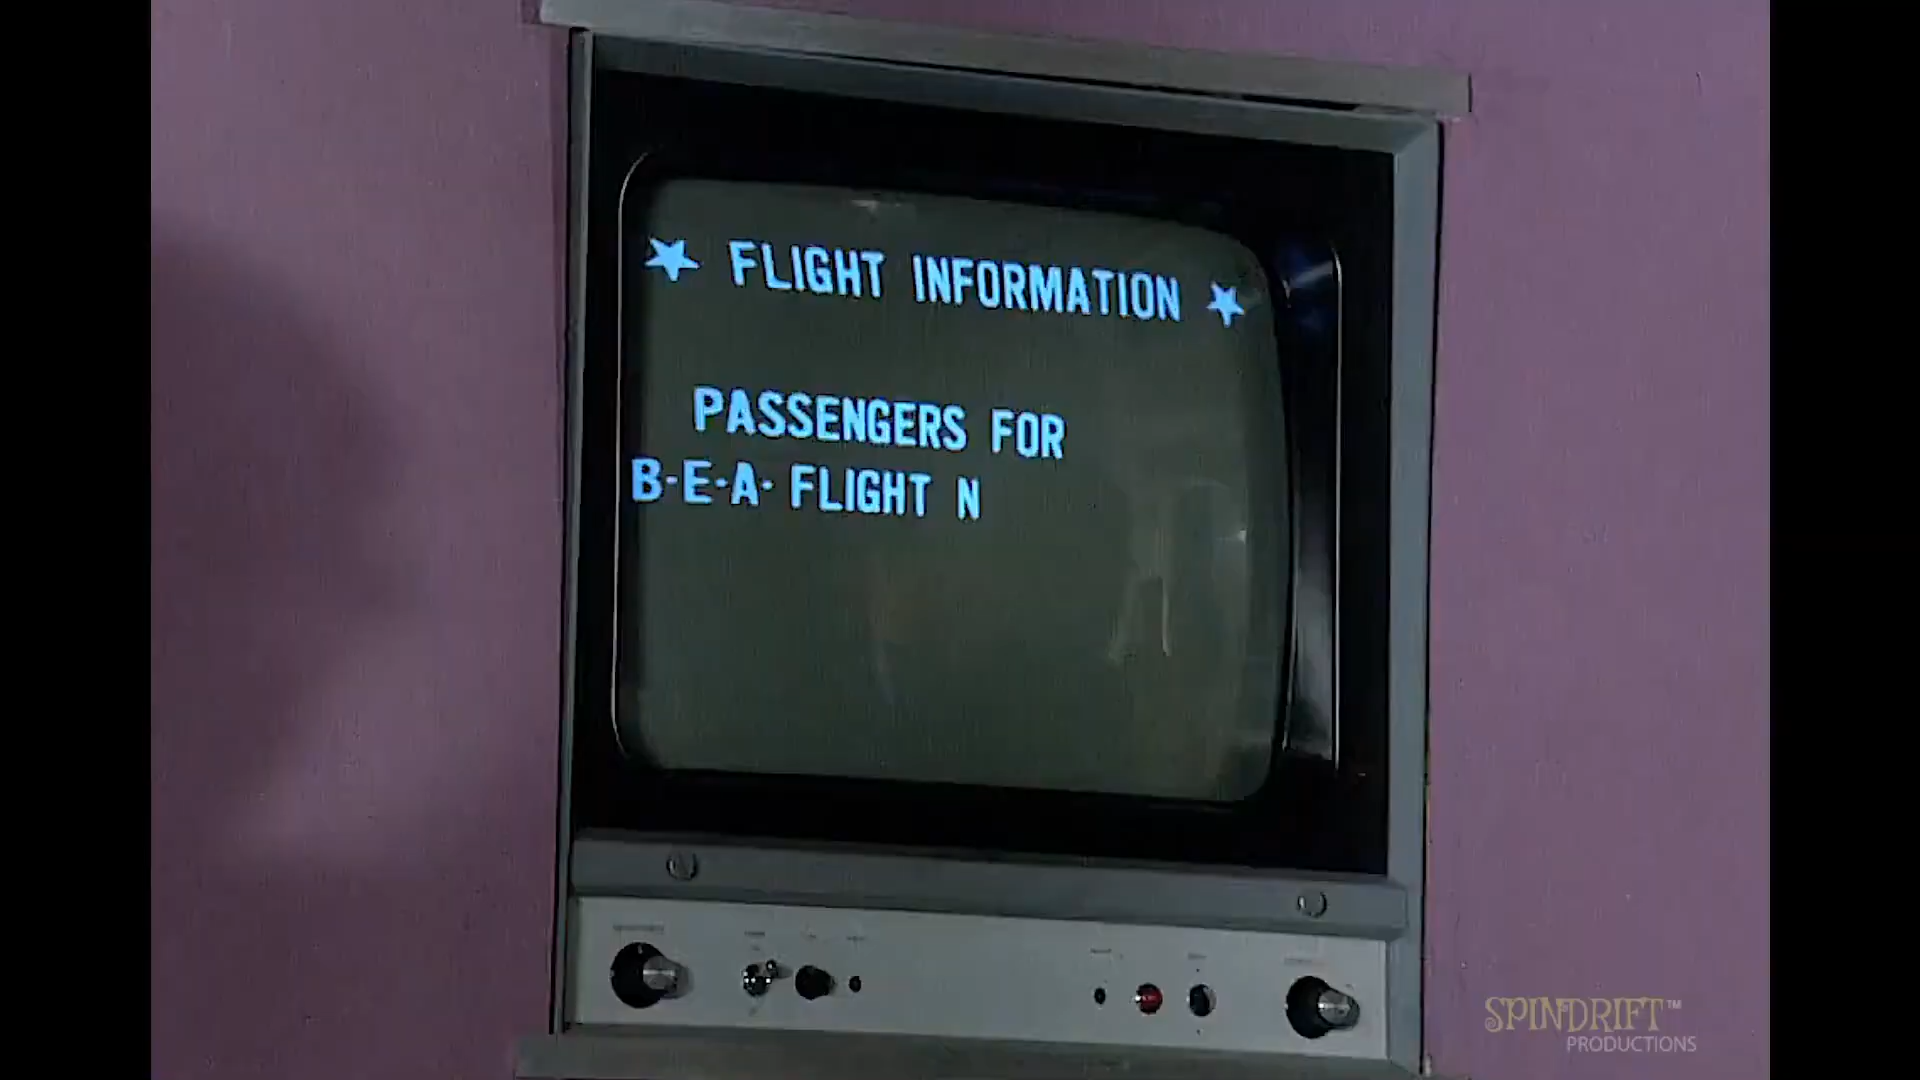 ★ FLIGHT INFORMATION ★
PASSENGERS FOR
B·E·A· FLIGHT N
SPINDRIFT™
PRODUCTIONS